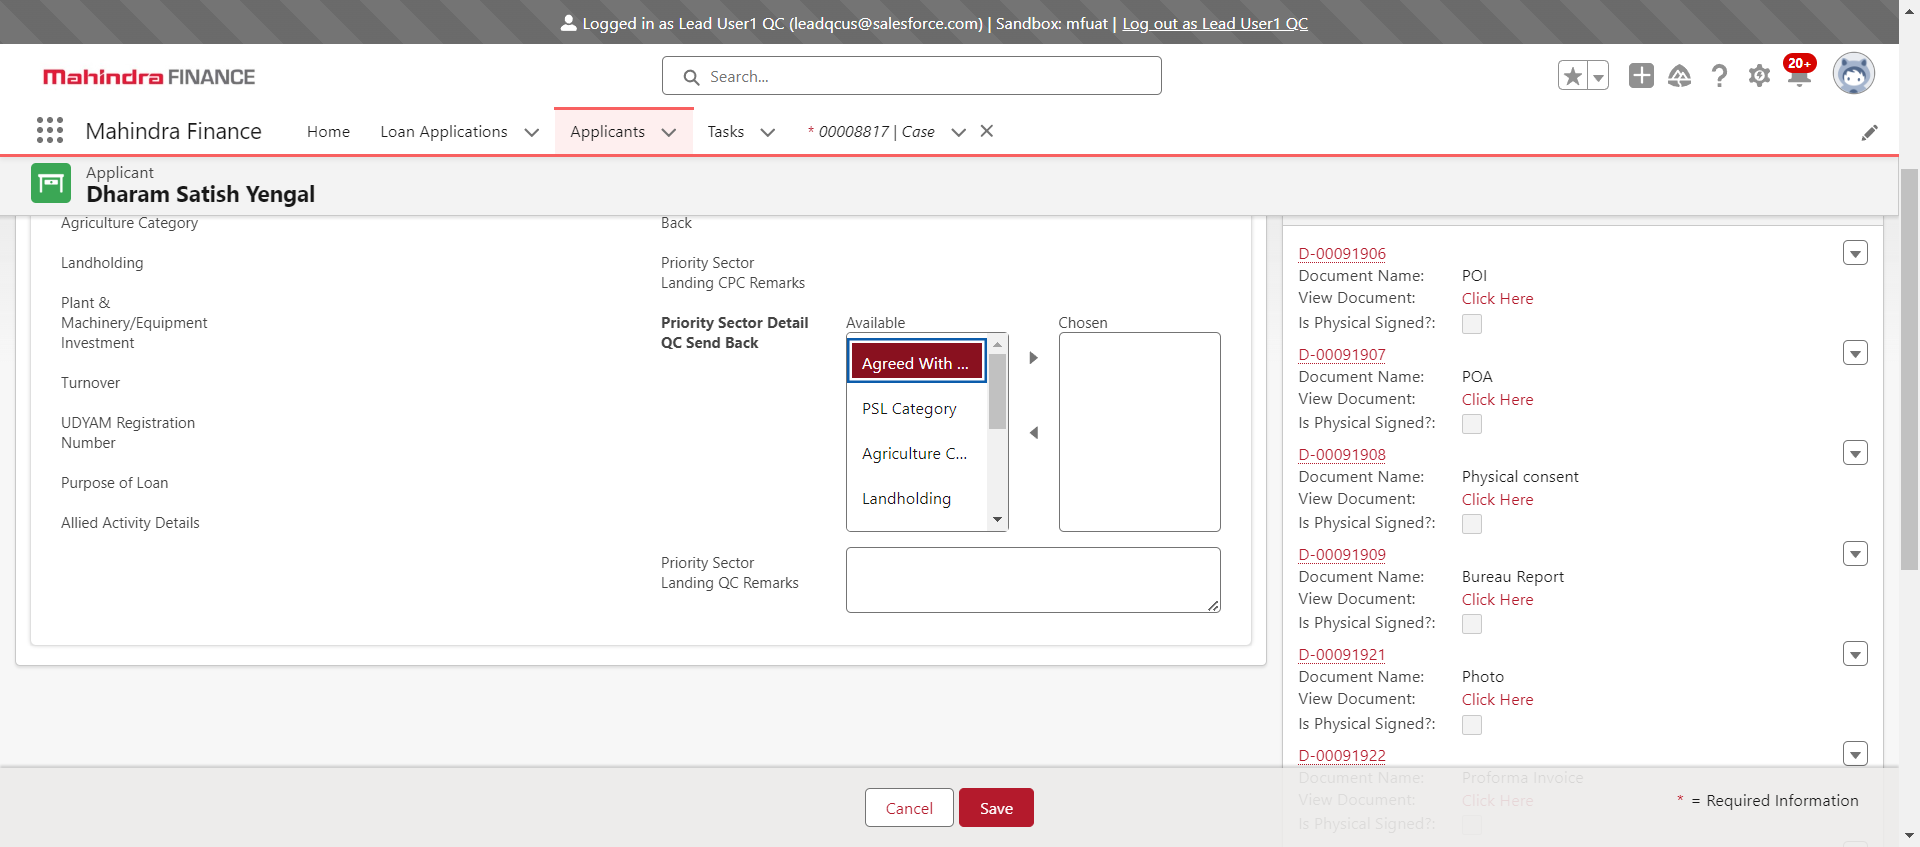 Logged in as Lead User1 QC (leadqcus@salesforce.com) | Sandbox: mfuat | Log out as Lead User1 QC
Mahindra FINANCE
Search...
20+
Mahindra Finance
Home
Loan Applications
Applicants
Tasks
* 00008817 | Case
Applicant
Dharam Satish Yengal
Agriculture Category
Landholding
Plant &
Machinery/Equipment
Investment
Turnover
UDYAM Registration
Number
Purpose of Loan
Allied Activity Details
Back
Priority Sector
Landing CPC Remarks
Priority Sector Detail
QC Send Back
Available
Agreed With ...
PSL Category
Agriculture C...
Landholding
Chosen
Priority Sector
Landing QC Remarks
D-00091906
Document Name: POI
View Document: Click Here
Is Physical Signed?:
D-00091907
Document Name: POA
View Document: Click Here
Is Physical Signed?:
D-00091908
Document Name: Physical consent
View Document: Click Here
Is Physical Signed?:
D-00091909
Document Name: Bureau Report
View Document: Click Here
Is Physical Signed?:
D-00091921
Document Name: Photo
View Document: Click Here
Is Physical Signed?:
D-00091922
Document Name: Proforma Invoice
View Document: Click Here
Is Physical Signed?:
Cancel
Save
* = Required Information